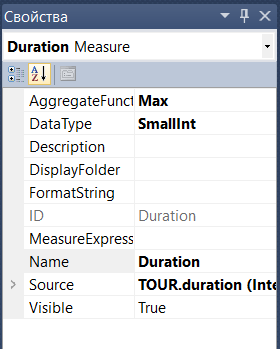 Свойства
Duration Measure
AggregateFunct Max
DataType SmallInt
Description
DisplayFolder
FormatString
ID Duration
MeasureExpress
Name Duration
Source TOUR.duration (Inte
Visible True